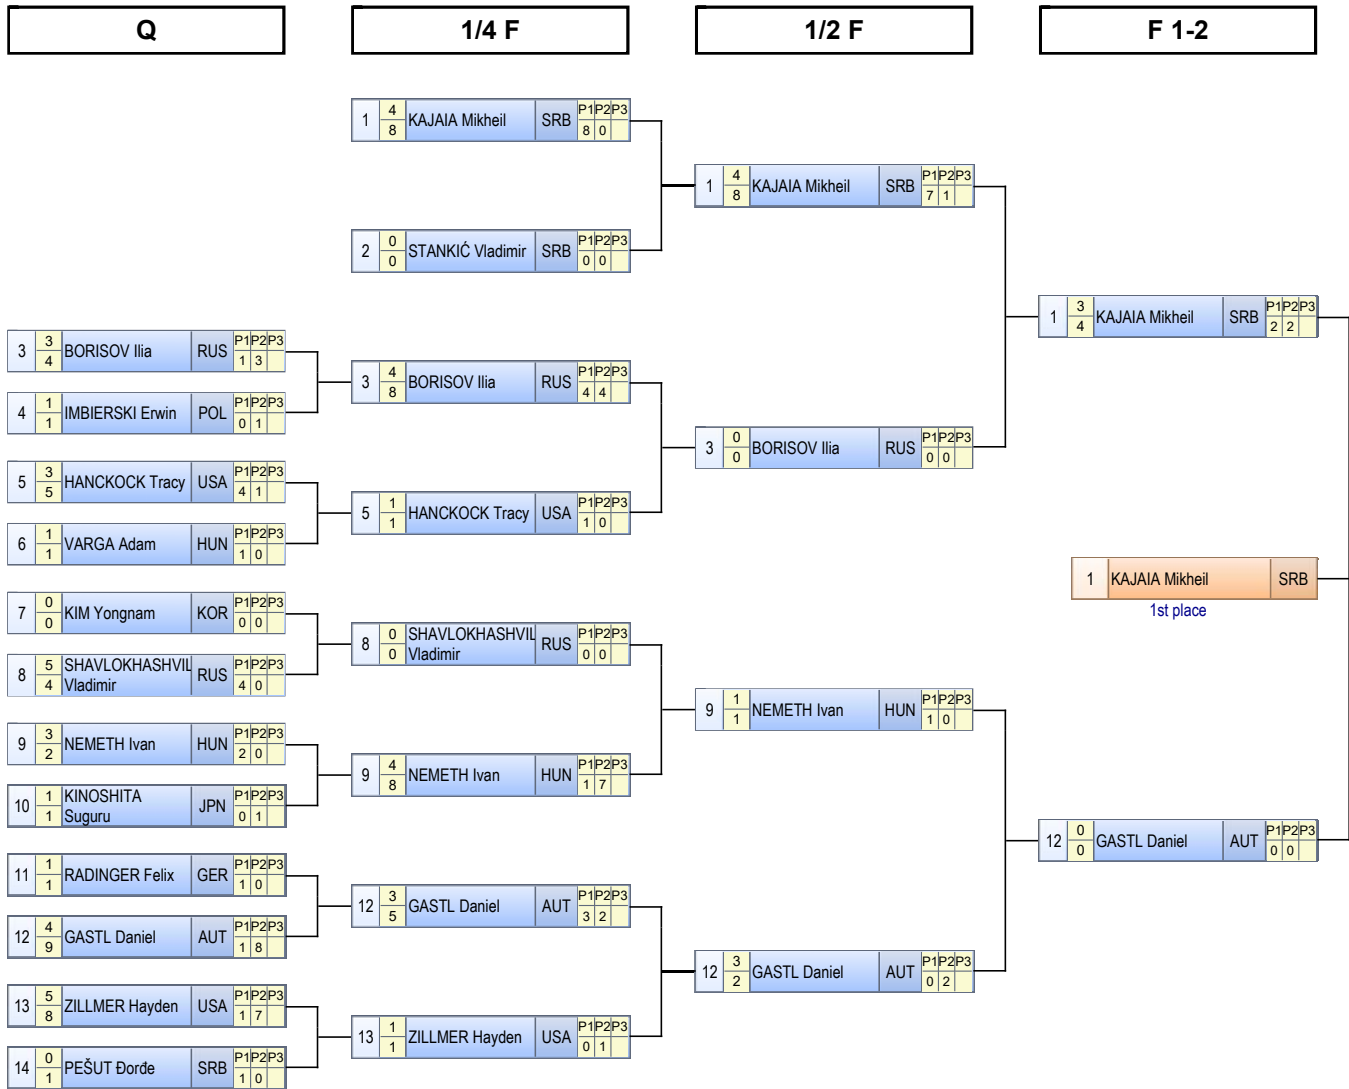 Q
1/4 F
1/2 F
F 1-2
1 4 8 KAJAIA Mikheil SRB P1 P2 P3 8 0
2 0 0 STANKIĆ Vladimir SRB P1 P2 P3 0 0
1 4 8 KAJAIA Mikheil SRB P1 P2 P3 7 1
3 3 4 BORISOV Ilia RUS P1 P2 P3 1 3
4 1 1 IMBIERSKI Erwin POL P1 P2 P3 0 1
3 4 8 BORISOV Ilia RUS P1 P2 P3 4 4
5 3 5 HANCKOCK Tracy USA P1 P2 P3 4 1
6 1 1 VARGA Adam HUN P1 P2 P3 1 0
5 1 1 HANCKOCK Tracy USA P1 P2 P3 1 0
3 0 0 BORISOV Ilia RUS P1 P2 P3 0 0
1 3 4 KAJAIA Mikheil SRB P1 P2 P3 2 2
7 0 0 KIM Yongnam KOR P1 P2 P3 0 0
8 5 4 SHAVLOKHASHVIL
Vladimir RUS P1 P2 P3 4 0
8 0 0 SHAVLOKHASHVIL
Vladimir RUS P1 P2 P3 0 0
9 3 2 NEMETH Ivan HUN P1 P2 P3 2 0
10 1 1 KINOSHITA
Suguru JPN P1 P2 P3 0 1
9 4 8 NEMETH Ivan HUN P1 P2 P3 1 7
9 1 1 NEMETH Ivan HUN P1 P2 P3 1 0
1 KAJAIA Mikheil SRB
1st place
11 1 1 RADINGER Felix GER P1 P2 P3 1 0
12 4 9 GASTL Daniel AUT P1 P2 P3 1 8
12 3 5 GASTL Daniel AUT P1 P2 P3 3 2
13 5 8 ZILLMER Hayden USA P1 P2 P3 1 7
14 0 1 PEŠUT Đorđe SRB P1 P2 P3 1 0
13 1 1 ZILLMER Hayden USA P1 P2 P3 0 1
12 3 2 GASTL Daniel AUT P1 P2 P3 0 2
12 0 0 GASTL Daniel AUT P1 P2 P3 0 0